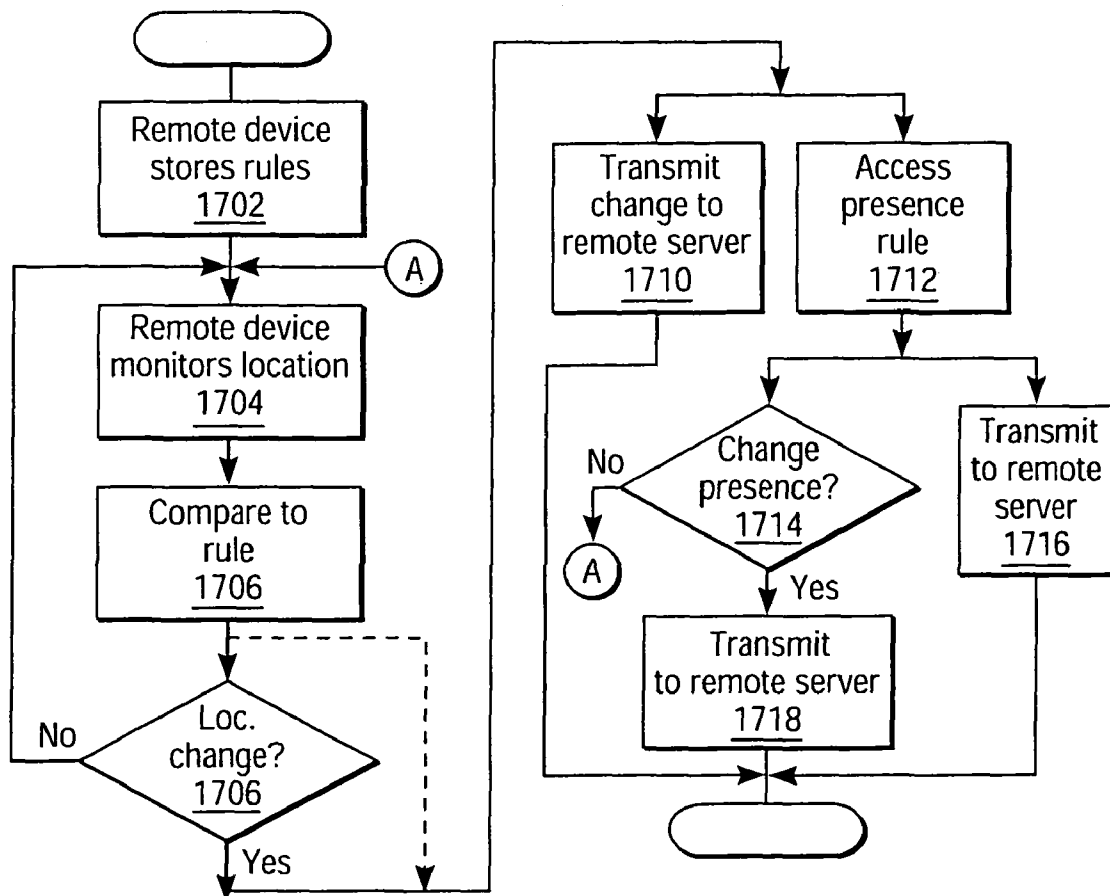 Remote device
stores rules
1702
A
Remote device
monitors location
1704
Compare to
rule
1706
No
Loc.
change?
1706
Yes
Transmit
change to
remote server
1710
Access
presence
rule
1712
No
Change
presence?
1714
A
Yes
Transmit
to remote
server
1716
Transmit
to remote server
1718